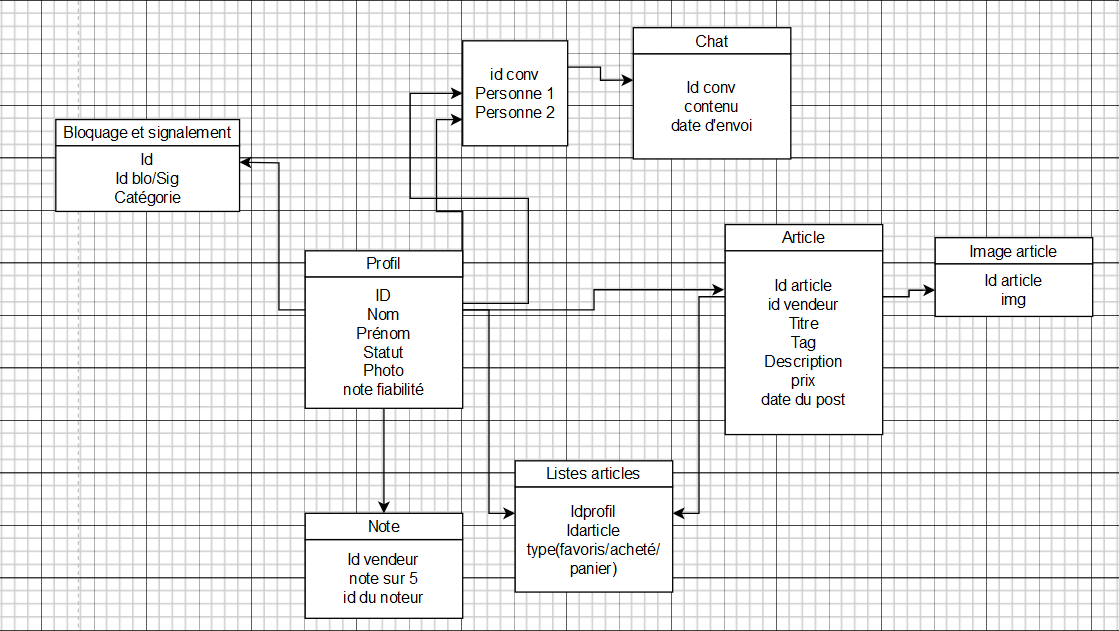 Chat
id conv
Personne 1
Personne 2
Id conv
contenu
date d'envoi
Bloquage et signalement
Id
Id blo/Sig
Catégorie
Profil
ID
Nom
Prénom
Statut
Photo
note fiabilité
Article
Id article
id vendeur
Titre
Tag
Description
prix
date du post
Image article
Id article
img
Listes articles
Idprofil
Idarticle
type(favoris/acheté/
panier)
Note
Id vendeur
note sur 5
id du noteur